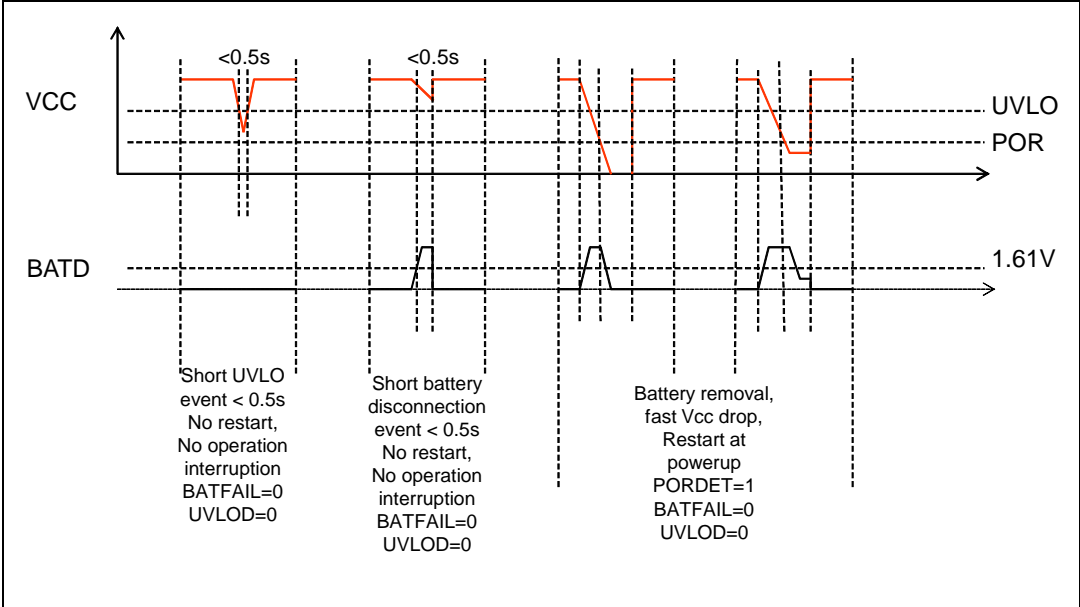 <0.5s
<0.5s
VCC
UVLO
POR
BATD
1.61V
Short UVLO
event < 0.5s
No restart,
No operation
interruption
BATFAIL=0
UVLOD=0
Short battery
disconnection
event < 0.5s
No restart,
No operation
interruption
BATFAIL=0
UVLOD=0
Battery removal,
fast Vcc drop,
Restart at
powerup
PORDET=1
BATFAIL=0
UVLOD=0